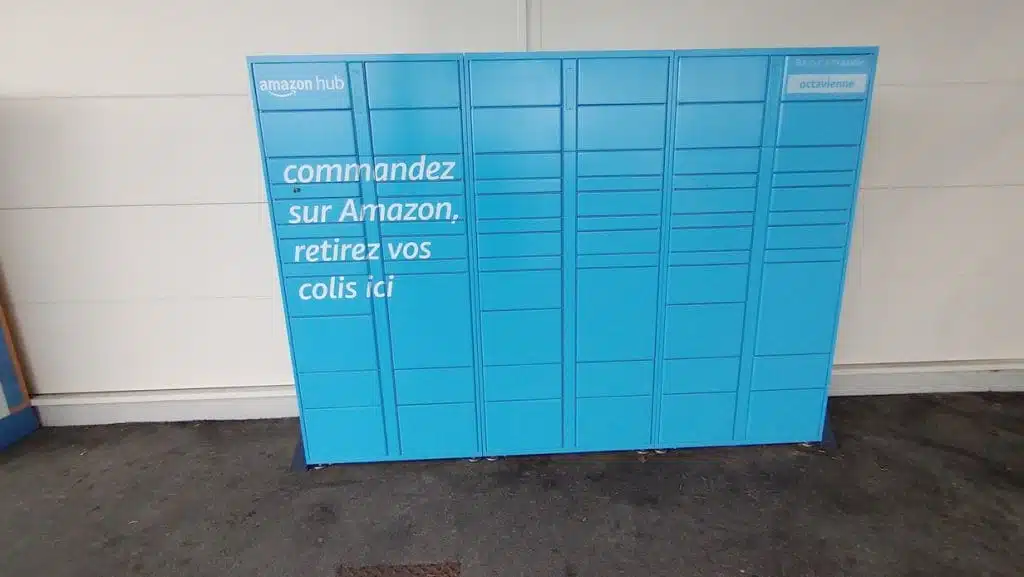 amazon hub
octavienne
commandez
sur Amazon,
retirez vos
colis ici